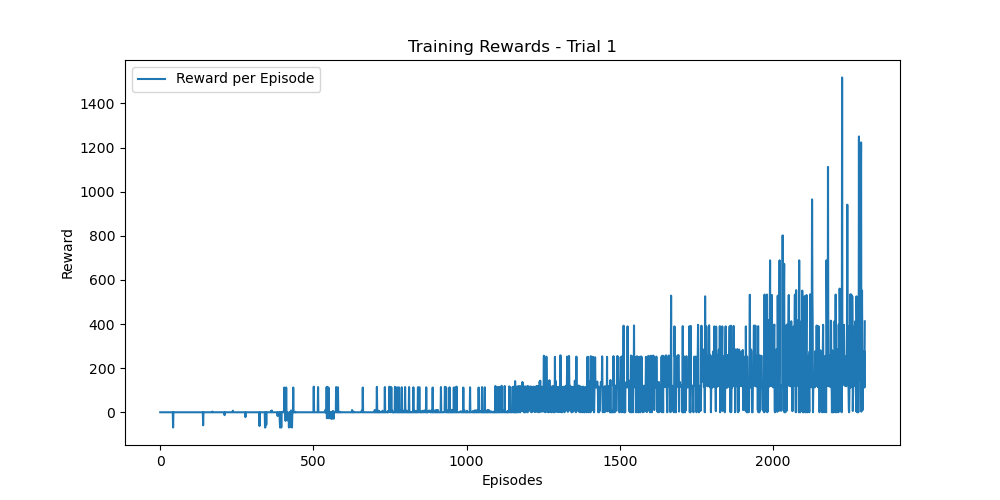 Training Rewards - Trial 1
Reward per Episode
1400
1200
1000
800
600
400
200
0
Reward
0 500 1000 1500 2000
Episodes